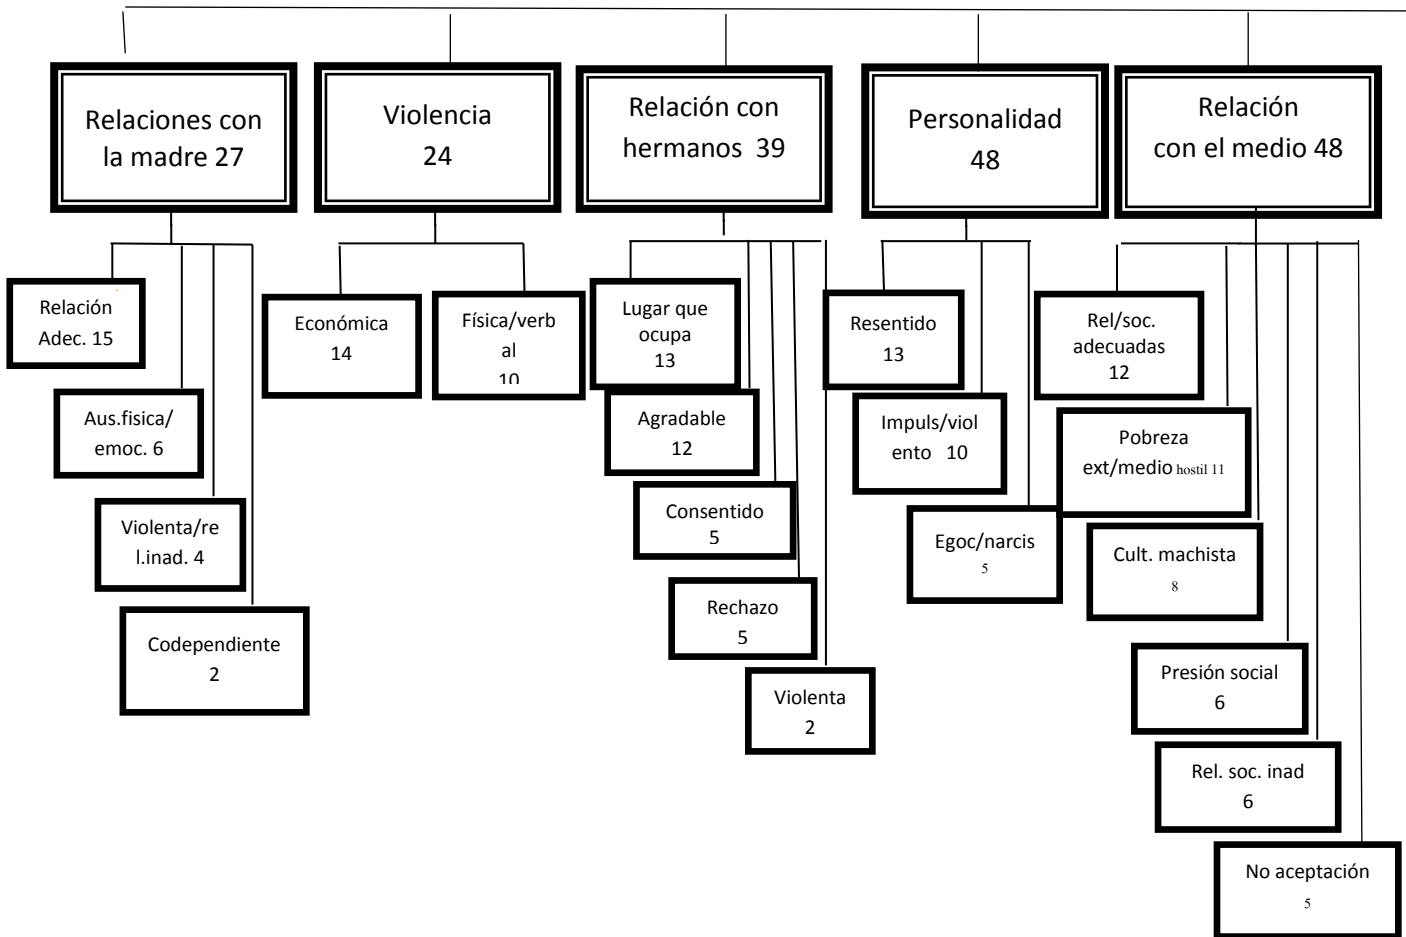 Relaciones con
la madre 27
Violencia
24
Relación con
hermanos 39
Personalidad
48
Relación
con el medio 48
Relación
Adec. 15
Aus.fisica/
emoc. 6
Violenta/re
l.inad. 4
Codependiente
2
Económica
14
Física/verb
al
10
Lugar que
ocupa
13
Agradable
12
Consentido
5
Rechazo
5
Violenta
2
Resentido
13
Impuls/viol
ento 10
Egoc/narcis
5
Rel/soc.
adecuadas
12
Pobreza
ext/medio hostil 11
Cult. machista
8
Presión social
6
Rel. soc. inad
6
No aceptación
5